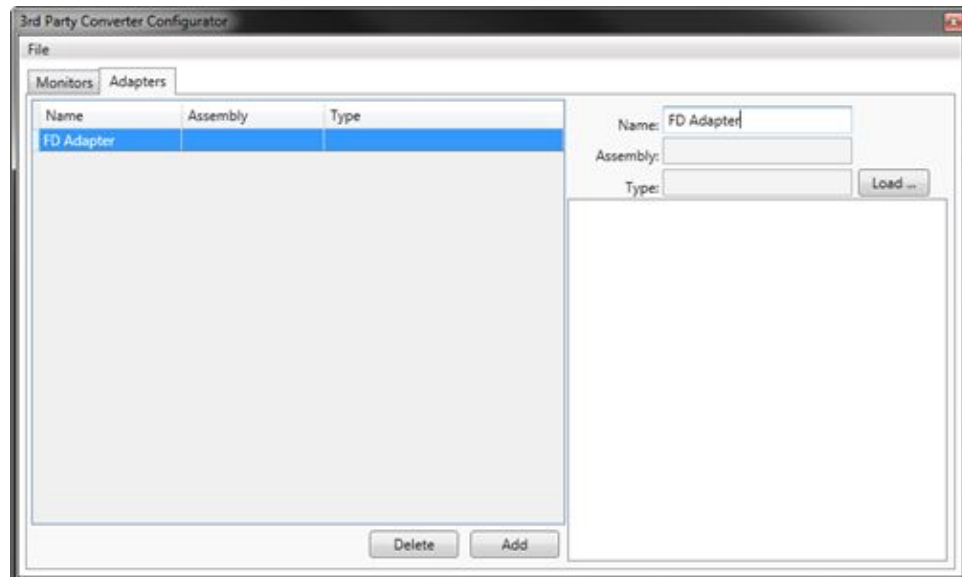 3rd Party Converter Configurator
File
Monitors Adapters
Name Assembly Type
FD Adapter
Name: FD Adapter
Assembly:
Type: Load ...
Delete Add